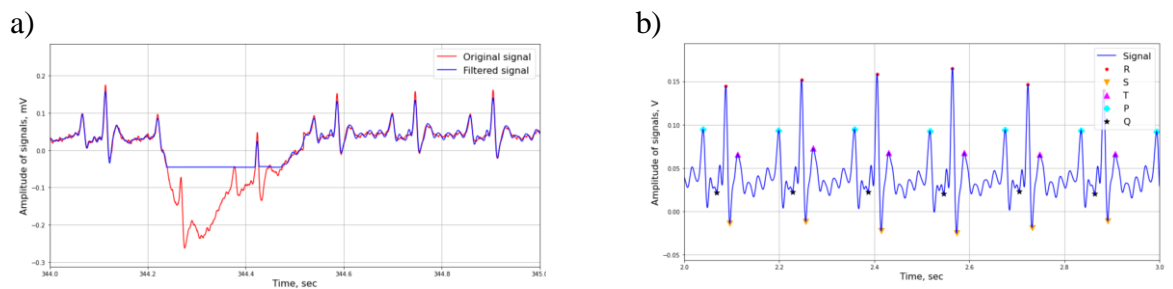 a)
Original signal
Filtered signal
Amplitude of signals, mV
0.2
0.1
0.0
−0.1
−0.2
−0.3
344.0
344.2
344.4
344.6
344.8
345.0
Time, sec
b)
Signal
R
S
T
P
Q
Amplitude of signals, V
0.15
0.10
0.05
0.00
−0.05
2.0
2.2
2.4
2.6
2.8
3.0
Time, sec